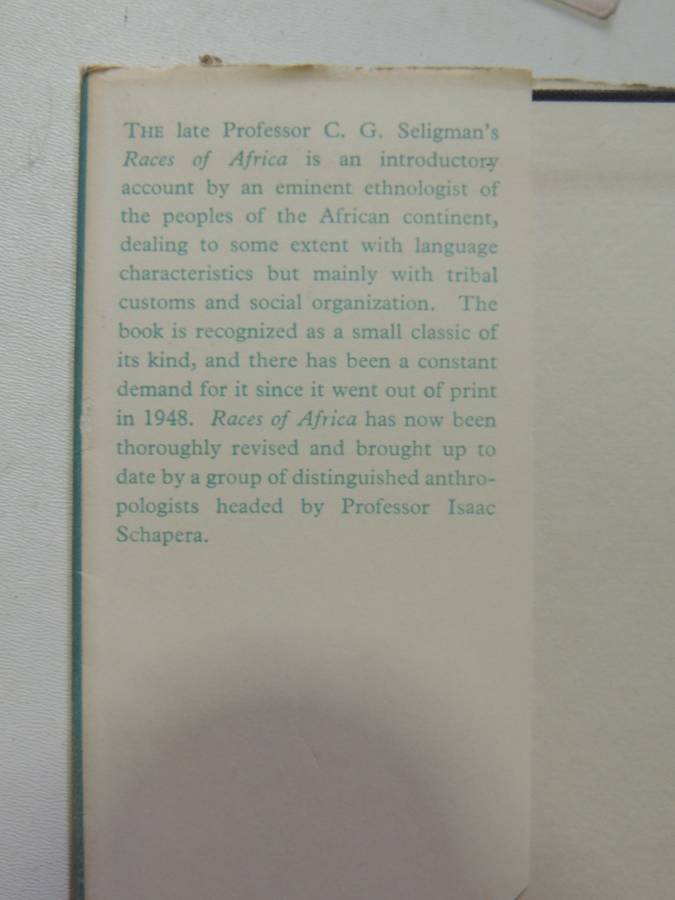 THE late Professor C. G. Seligman's
Races of Africa is an introductory
account by an eminent ethnologist of
the peoples of the African continent,
dealing to some extent with language
characteristics but mainly with tribal
customs and social organization. The
book is recognized as a small classic of
its kind, and there has been a constant
demand for it since it went out of print
in 1948. Races of Africa has now been
thoroughly revised and brought up to
date by a group of distinguished anthro-
pologists headed by Professor Isaac
Schapera.